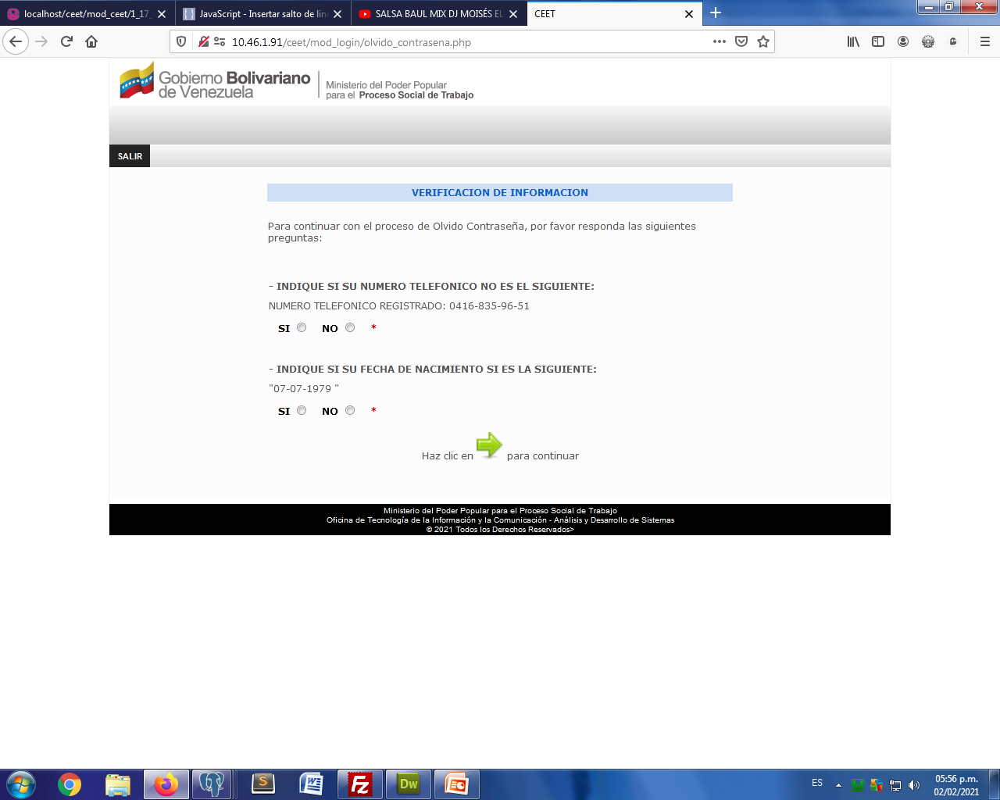 localhost/ceet/mod_ceet/1_17_
JavaScript - Insertar salto de line
SALSA BAUL MIX DJ MOISÉS EL
CEET
10.46.1.91/ceet/mod_login/olvido_contrasena.php
Gobierno Bolivariano
de Venezuela
Ministerio del Poder Popular
para el Proceso Social de Trabajo
SALIR
VERIFICACION DE INFORMACION
Para continuar con el proceso de Olvido Contraseña, por favor responda las siguientes
preguntas:
- INDIQUE SI SU NUMERO TELEFONICO NO ES EL SIGUIENTE:
NUMERO TELEFONICO REGISTRADO: 0416-835-96-51
SI NO *
- INDIQUE SI SU FECHA DE NACIMIENTO SI ES LA SIGUIENTE:
"07-07-1979 "
SI NO *
Haz clic en para continuar
Ministerio del Poder Popular para el Proceso Social de Trabajo
Oficina de Tecnología de la Información y la Comunicación - Análisis y Desarrollo de Sistemas
© 2021 Todos los Derechos Reservados>
S
W
Fz
Dw
ES
05:56 p.m.
02/02/2021